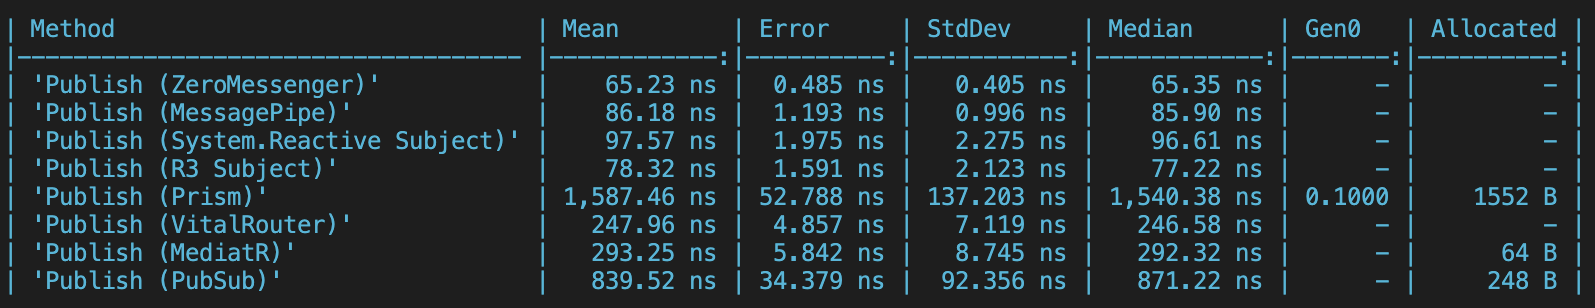 | Method                              | Mean        | Error     | StdDev     | Median      | Gen0   | Allocated |
|------------------------------------ |------------:|----------:|-----------:|------------:|-------:|----------:|
| 'Publish (ZeroMessenger)'           |    65.23 ns |  0.485 ns |   0.405 ns |    65.35 ns |      - |         - |
| 'Publish (MessagePipe)'             |    86.18 ns |  1.193 ns |   0.996 ns |    85.90 ns |      - |         - |
| 'Publish (System.Reactive Subject)' |    97.57 ns |  1.975 ns |   2.275 ns |    96.61 ns |      - |         - |
| 'Publish (R3 Subject)'              |    78.32 ns |  1.591 ns |   2.123 ns |    77.22 ns |      - |         - |
| 'Publish (Prism)'                   | 1,587.46 ns | 52.788 ns | 137.203 ns | 1,540.38 ns | 0.1000 |    1552 B |
| 'Publish (VitalRouter)'             |   247.96 ns |  4.857 ns |   7.119 ns |   246.58 ns |      - |         - |
| 'Publish (MediatR)'                 |   293.25 ns |  5.842 ns |   8.745 ns |   292.32 ns |      - |      64 B |
| 'Publish (PubSub)'                  |   839.52 ns | 34.379 ns |  92.356 ns |   871.22 ns |      - |     248 B |